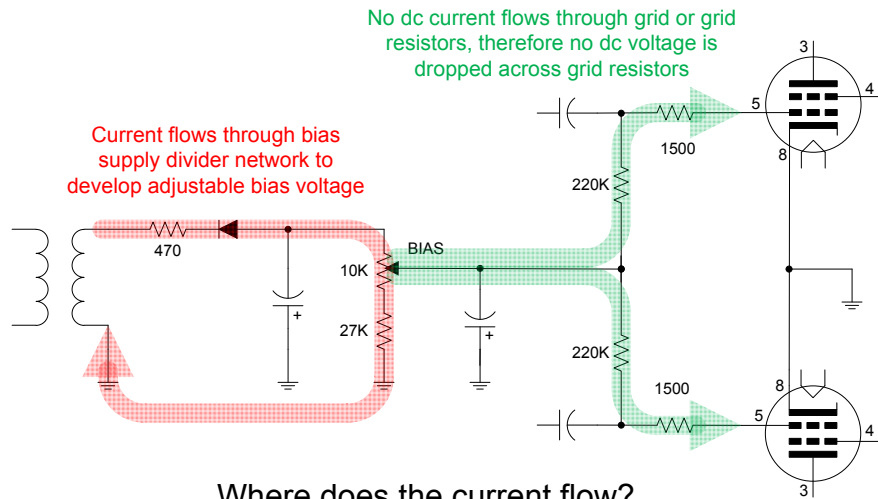 No dc current flows through grid or grid
resistors, therefore no dc voltage is
dropped across grid resistors
Current flows through bias
supply divider network to
develop adjustable bias voltage
3
5
4
8
1500
220K
470
BIAS
10K
+
27K
+
220K
1500
8
5
4
3
Where does the current flow?